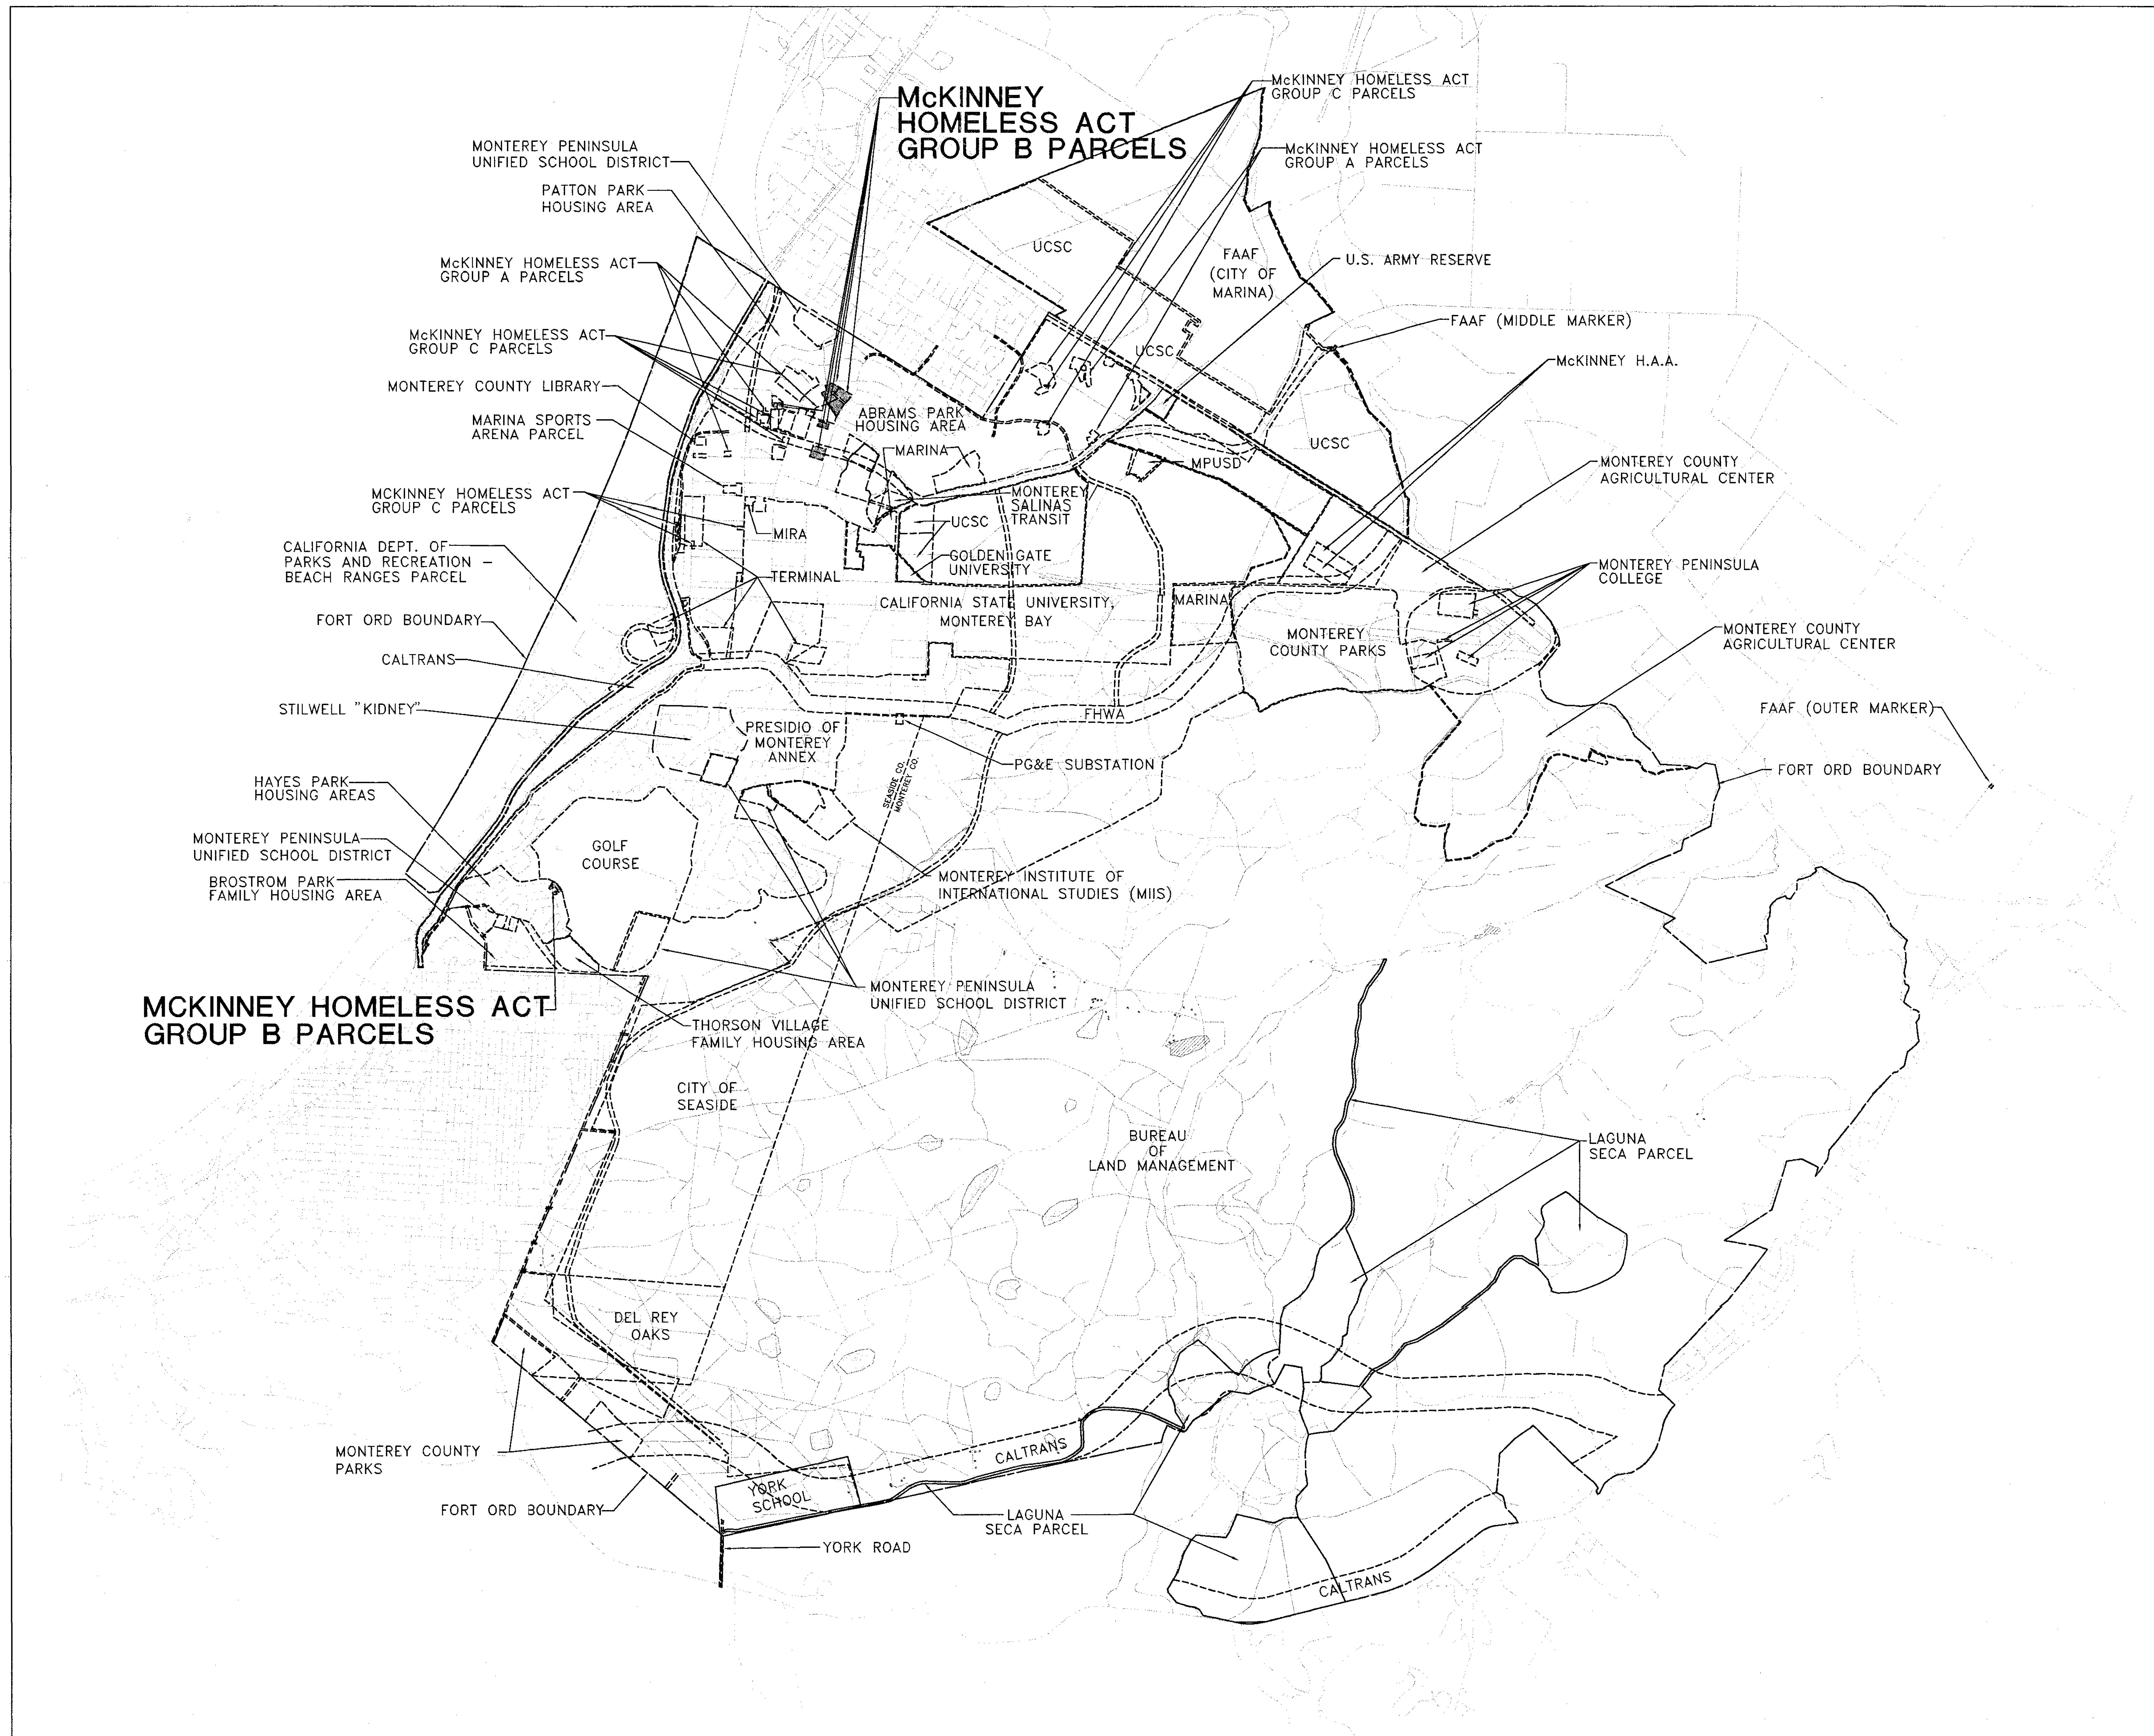 McKINNEY
HOMELESS ACT
GROUP B PARCELS
McKINNEY HOMELESS ACT
GROUP C PARCELS
MONTEREY PENINSULA
UNIFIED SCHOOL DISTRICT
McKINNEY HOMELESS ACT
GROUP A PARCELS
PATTON PARK
HOUSING AREA
UCSC
FAAF
(CITY OF
MARINA)
U.S. ARMY RESERVE
McKINNEY HOMELESS ACT
GROUP A PARCELS
FAAF (MIDDLE MARKER)
McKINNEY HOMELESS ACT
GROUP C PARCELS
UCSC
McKINNEY H.A.A.
MONTEREY COUNTY LIBRARY
MARINA SPORTS
ARENA PARCEL
ABRAMS PARK
HOUSING AREA
MARINA
UCSC
MPUSD
MONTEREY COUNTY
AGRICULTURAL CENTER
MCKINNEY HOMELESS ACT
GROUP C PARCELS
MONTEREY
SALINAS
TRANSIT
UCSC
MIRA
CALIFORNIA DEPT. OF
PARKS AND RECREATION –
BEACH RANGES PARCEL
GOLDEN GATE
UNIVERSITY
MONTEREY PENINSULA
COLLEGE
TERMINAL
CALIFORNIA STATE UNIVERSITY,
MONTEREY BAY
MARINA
FORT ORD BOUNDARY
MONTEREY
COUNTY PARKS
MONTEREY COUNTY
AGRICULTURAL CENTER
CALTRANS
STILWELL "KIDNEY"
FHWA
FAAF (OUTER MARKER)
PRESIDIO OF
MONTEREY
ANNEX
PG&E SUBSTATION
SEASIDE CO.
MONTEREY CO.
FORT ORD BOUNDARY
HAYES PARK
HOUSING AREAS
MONTEREY PENINSULA
UNIFIED SCHOOL DISTRICT
GOLF
COURSE
BROSTROM PARK
FAMILY HOUSING AREA
MONTEREY INSTITUTE OF
INTERNATIONAL STUDIES (MIIS)
MONTEREY PENINSULA
UNIFIED SCHOOL DISTRICT
MCKINNEY HOMELESS ACT
GROUP B PARCELS
THORSON VILLAGE
FAMILY HOUSING AREA
CITY OF
SEASIDE
BUREAU
OF
LAND MANAGEMENT
LAGUNA
SECA PARCEL
DEL REY
OAKS
MONTEREY COUNTY
PARKS
CALTRANS
YORK
SCHOOL
FORT ORD BOUNDARY
LAGUNA
SECA PARCEL
YORK ROAD
CALTRANS